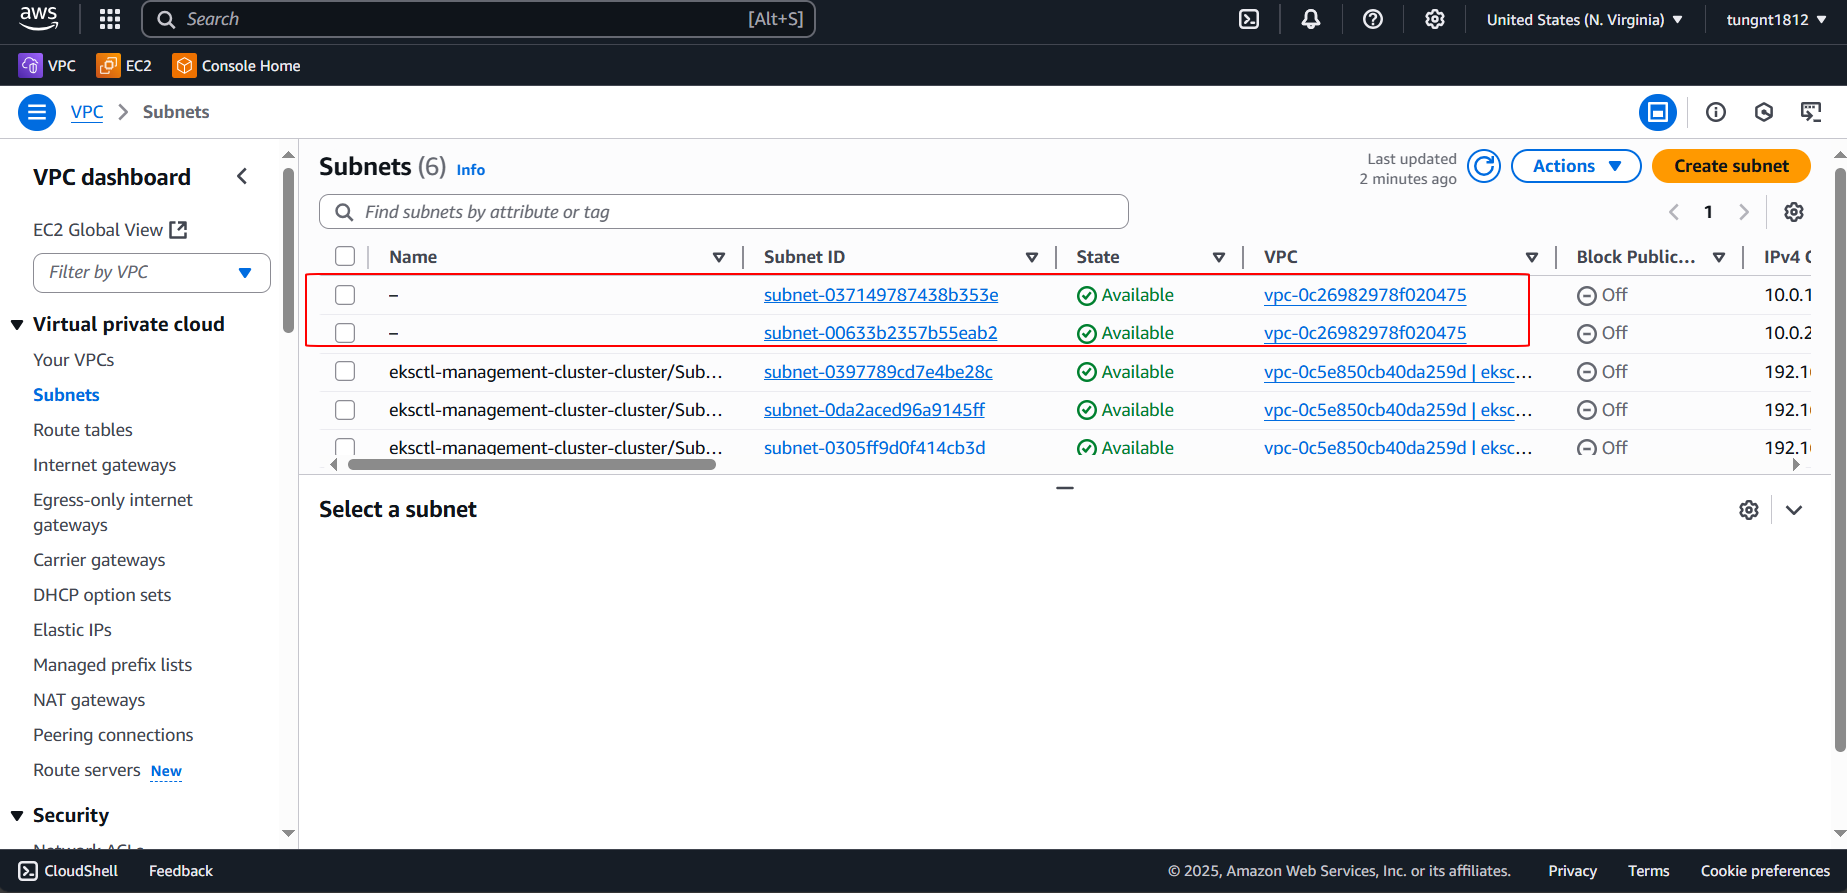 aws
Search [Alt+S]
United States (N. Virginia)
tungnt1812
VPC EC2 Console Home
VPC Subnets
VPC dashboard
EC2 Global View
Filter by VPC
Virtual private cloud
Your VPCs
Subnets
Route tables
Internet gateways
Egress-only internet
gateways
Carrier gateways
DHCP option sets
Elastic IPs
Managed prefix lists
NAT gateways
Peering connections
Route servers New
Security
Network ACLs
Subnets (6) Info
Last updated
2 minutes ago
Actions
Create subnet
Find subnets by attribute or tag
1
Name Subnet ID State VPC Block Public... IPv4 C
– subnet-037149787438b353e Available vpc-0c26982978f020475 Off 10.0.1
– subnet-00633b2357b55eab2 Available vpc-0c26982978f020475 Off 10.0.2
eksctl-management-cluster-cluster/Sub... subnet-0397789cd7e4be28c Available vpc-0c5e850cb40da259d | eksc... Off 192.16
eksctl-management-cluster-cluster/Sub... subnet-0da2aced96a9145ff Available vpc-0c5e850cb40da259d | eksc... Off 192.16
eksctl-management-cluster-cluster/Sub... subnet-0305ff9d0f414cb3d Available vpc-0c5e850cb40da259d | eksc... Off 192.16
Select a subnet
CloudShell Feedback
© 2025, Amazon Web Services, Inc. or its affiliates. Privacy Terms Cookie preferences